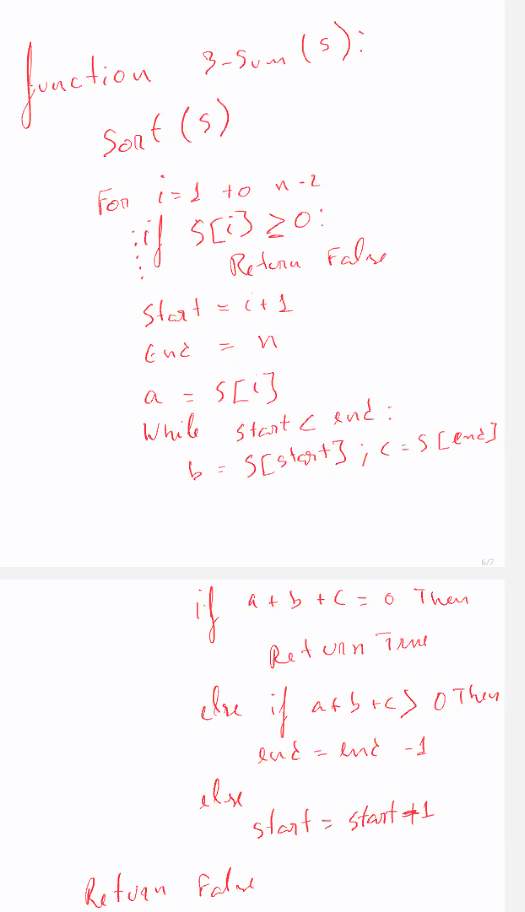 function 3-Sum(s):
Sort(s)
For i=1 to n-2
if S[i] ≥ 0:
Return False
Start = i+1
End = n
a = S[i]
While start < end:
b = S[start]; c = S[end]
6/7
if a+b+c = 0 Then
Return True
else if a+b+c > 0 Then
end = end -1
else
start = start+1
Return False